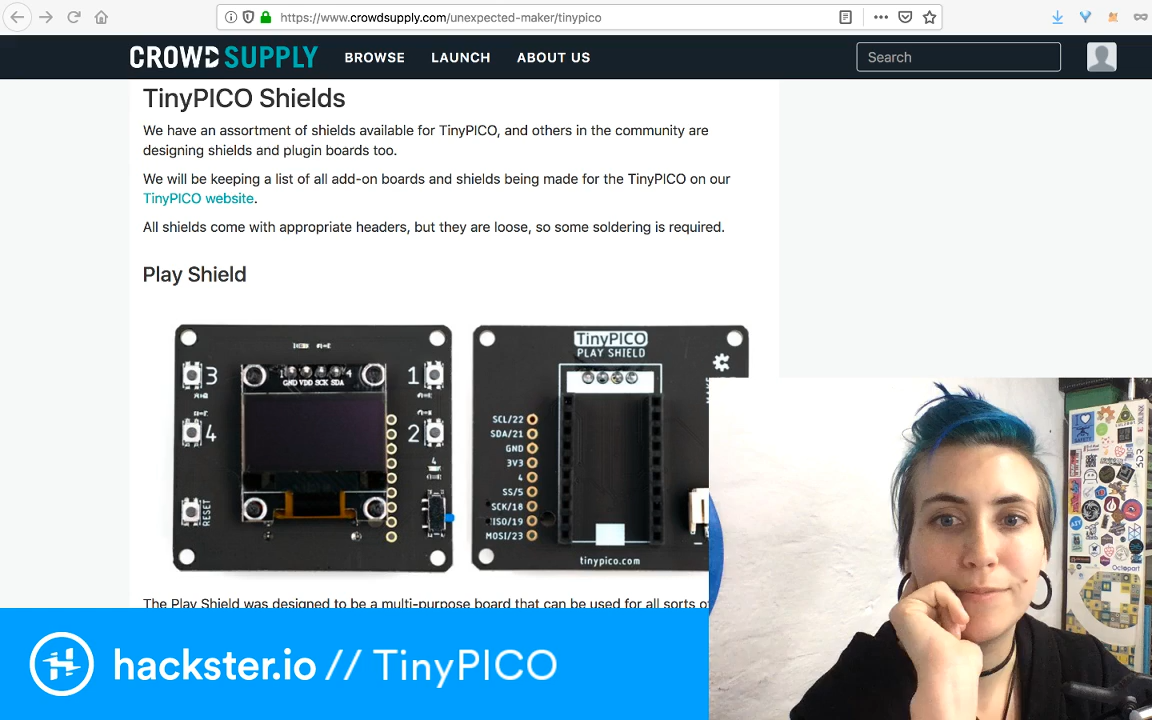 https://www.crowdsupply.com/unexpected-maker/tinypico
CROWD SUPPLY
BROWSE
LAUNCH
ABOUT US
Search
TinyPICO Shields
We have an assortment of shields available for TinyPICO, and others in the community are
designing shields and plugin boards too.
We will be keeping a list of all add-on boards and shields being made for the TinyPICO on our
TinyPICO website.
All shields come with appropriate headers, but they are loose, so some soldering is required.
Play Shield
3
4
RESET
GND VDD SCK SDA
1
2
TinyPICO
PLAY SHIELD
SCL/22
SDA/21
GND
3V3
4
SS/5
SCK/18
ISO/19
MOSI/23
tinypico.com
The Play Shield was designed to be a multi-purpose board that can be used for all sorts of
Octopart
XILINX
hackster.io // TinyPICO